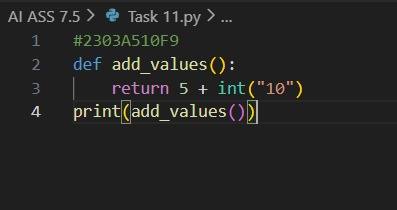 AI ASS 7.5 > Task 11.py > ...
1 #2303A510F9
2 def add_values():
3     return 5 + int("10")
4 print(add_values())